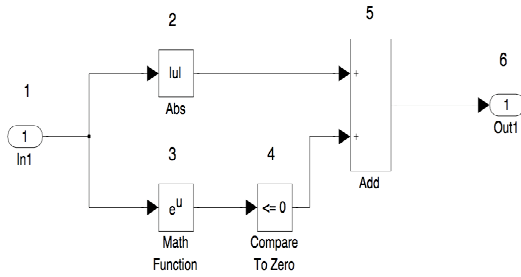 2
5
|u|
+
6
1
Abs
1
1
Out1
In1
3
4
+
e^u
<= 0
Add
Math
Function
Compare
To Zero